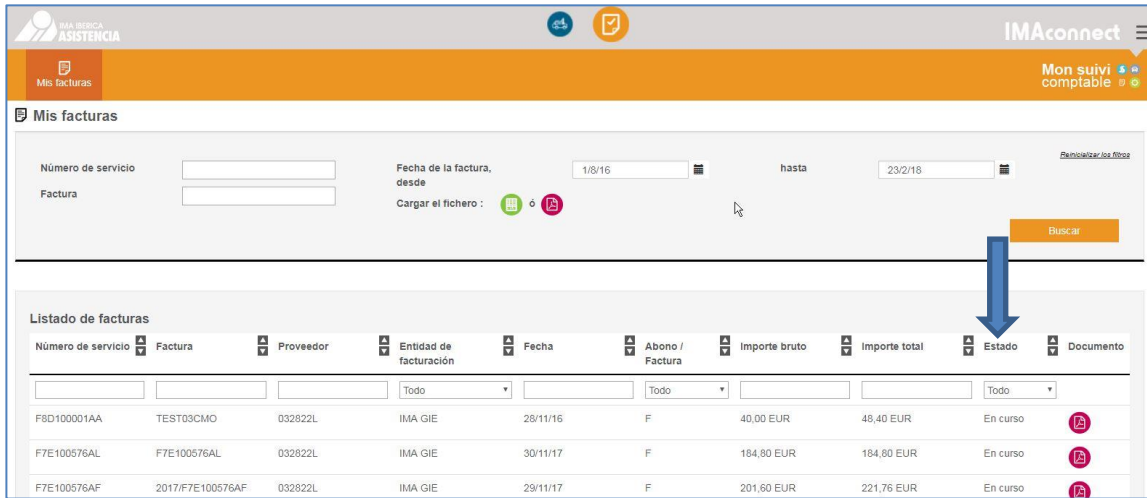 IMA IBERICA
ASISTENCIA
IMAconnect
Mis facturas
Mon suivi
comptable
Mis facturas
Reinicializar los filtros
Número de servicio
Fecha de la factura,
desde
1/8/16
hasta
23/2/18
Factura
Cargar el fichero :
ó
Buscar
Listado de facturas
Número de servicio Factura Proveedor Entidad de facturación Fecha Abono / Factura Importe bruto Importe total Estado Documento
Todo Todo Todo
F8D100001AA TEST03CMO 032822L IMA GIE 28/11/16 F 40,00 EUR 48,40 EUR En curso
F7E100576AL F7E100576AL 032822L IMA GIE 30/11/17 F 184,80 EUR 184,80 EUR En curso
F7E100576AF 2017/F7E100576AF 032822L IMA GIE 29/11/17 F 201,60 EUR 221,76 EUR En curso